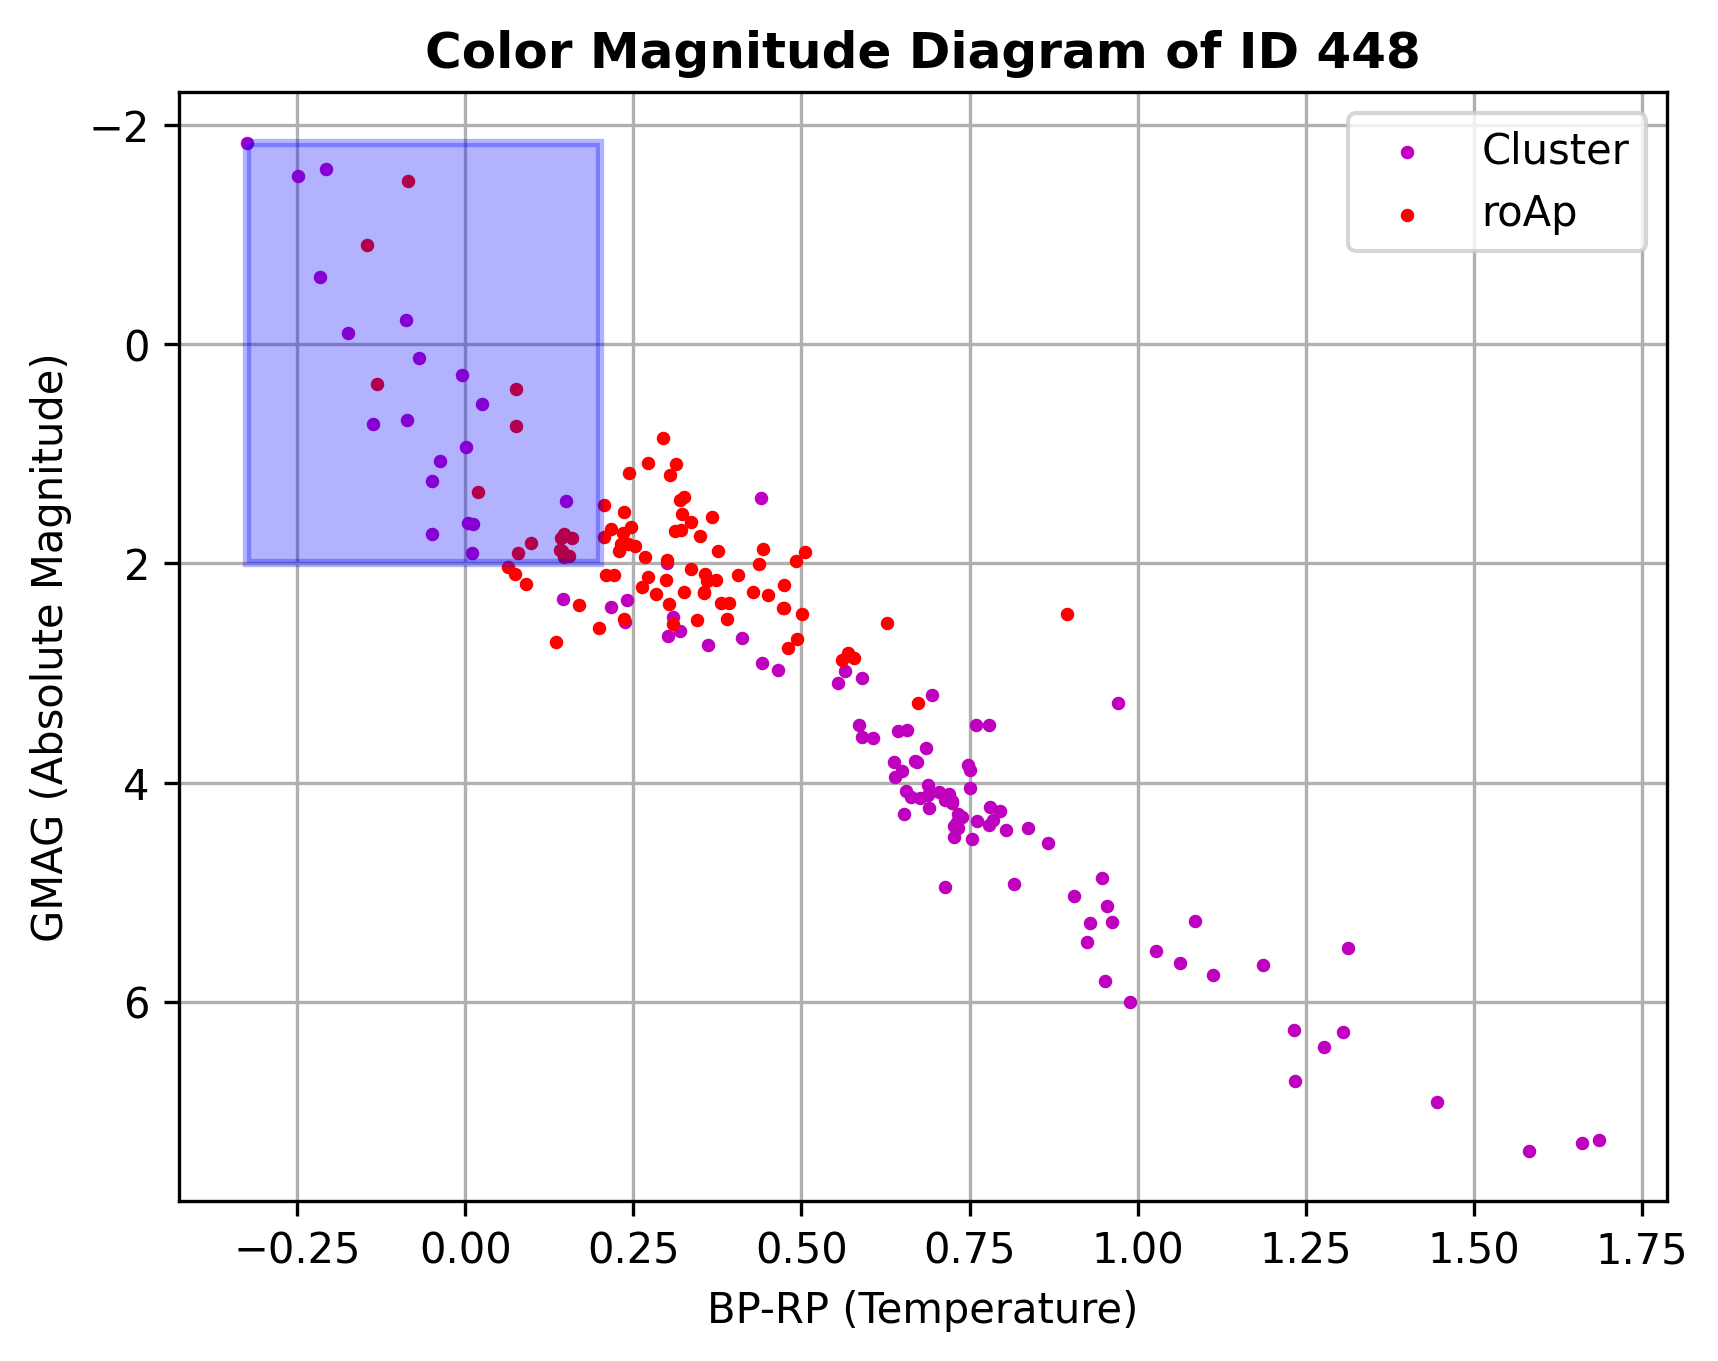 Color Magnitude Diagram of ID 448
Cluster
roAp
GMAG (Absolute Magnitude)
−2
0
2
4
6
−0.25 0.00 0.25 0.50 0.75 1.00 1.25 1.50 1.75
BP-RP (Temperature)